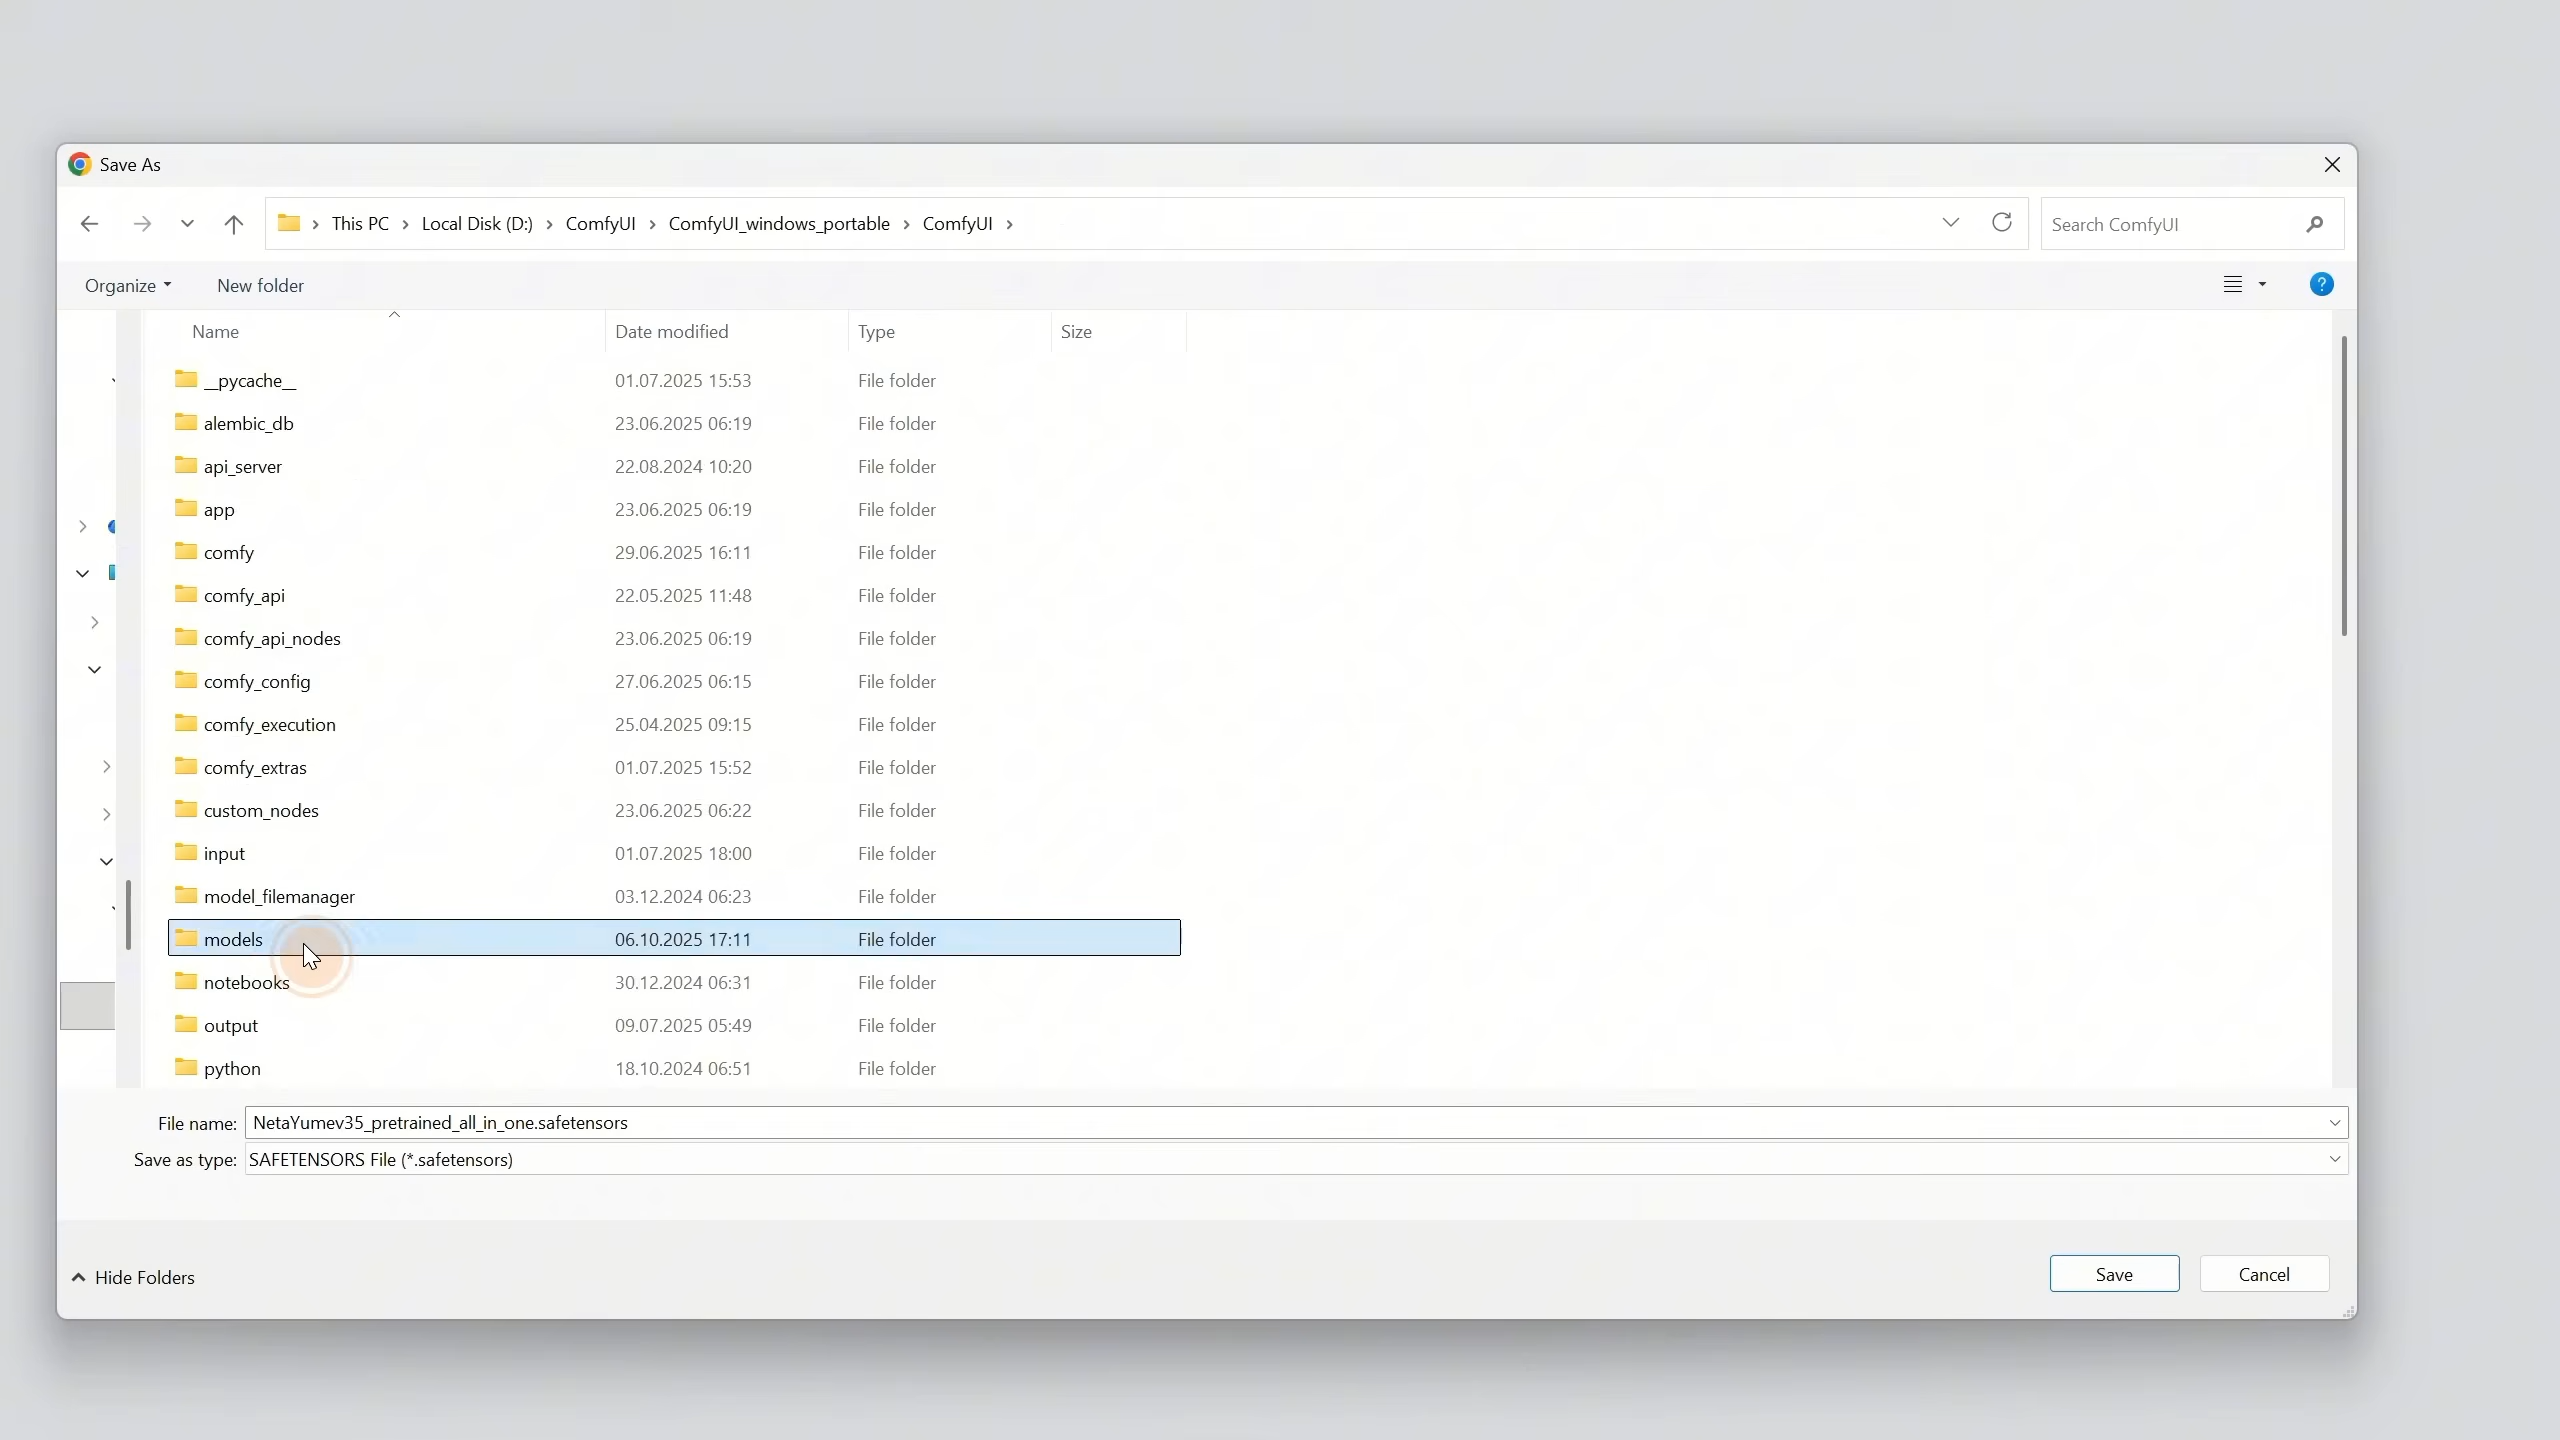 Save As
This PC > Local Disk (D:) > ComfyUI > ComfyUI_windows_portable > ComfyUI >
Search ComfyUI
Organize
New folder
?
Name Date modified Type Size
__pycache__ 01.07.2025 15:53 File folder
alembic_db 23.06.2025 06:19 File folder
api_server 22.08.2024 10:20 File folder
app 23.06.2025 06:19 File folder
comfy 29.06.2025 16:11 File folder
comfy_api 22.05.2025 11:48 File folder
comfy_api_nodes 23.06.2025 06:19 File folder
comfy_config 27.06.2025 06:15 File folder
comfy_execution 25.04.2025 09:15 File folder
comfy_extras 01.07.2025 15:52 File folder
custom_nodes 23.06.2025 06:22 File folder
input 01.07.2025 18:00 File folder
model_filemanager 03.12.2024 06:23 File folder
models 06.10.2025 17:11 File folder
notebooks 30.12.2024 06:31 File folder
output 09.07.2025 05:49 File folder
python 18.10.2024 06:51 File folder
File name: NetaYumev35_pretrained_all_in_one.safetensors
Save as type: SAFETENSORS File (*.safetensors)
Hide Folders
Save
Cancel